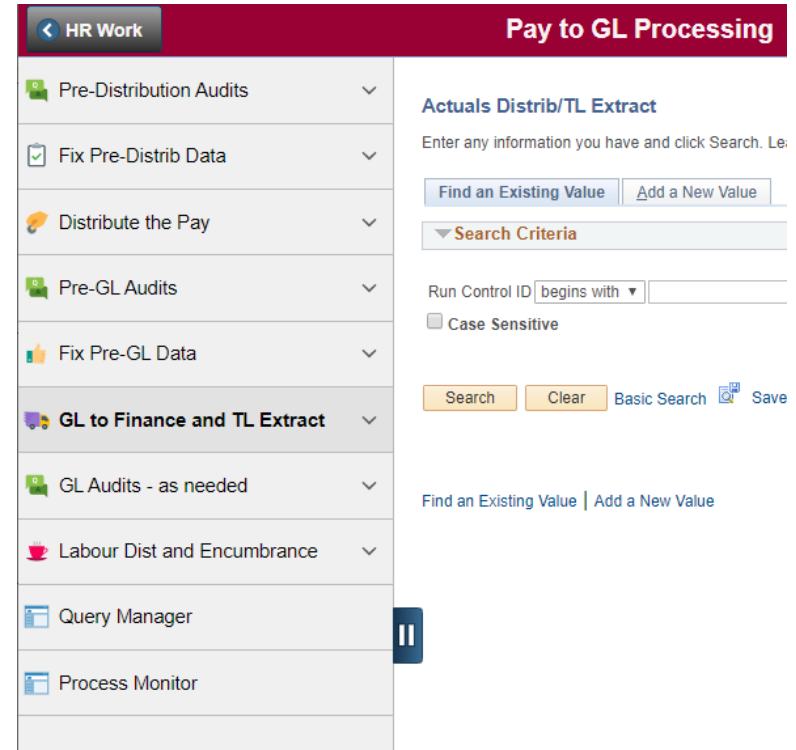 HR Work
Pay to GL Processing
Pre-Distribution Audits
Fix Pre-Distrib Data
Distribute the Pay
Pre-GL Audits
Fix Pre-GL Data
GL to Finance and TL Extract
GL Audits - as needed
Labour Dist and Encumbrance
Query Manager
Process Monitor
Actuals Distrib/TL Extract
Enter any information you have and click Search. Lea
Find an Existing Value Add a New Value
Search Criteria
Run Control ID begins with
Case Sensitive
Search Clear Basic Search Save
Find an Existing Value | Add a New Value